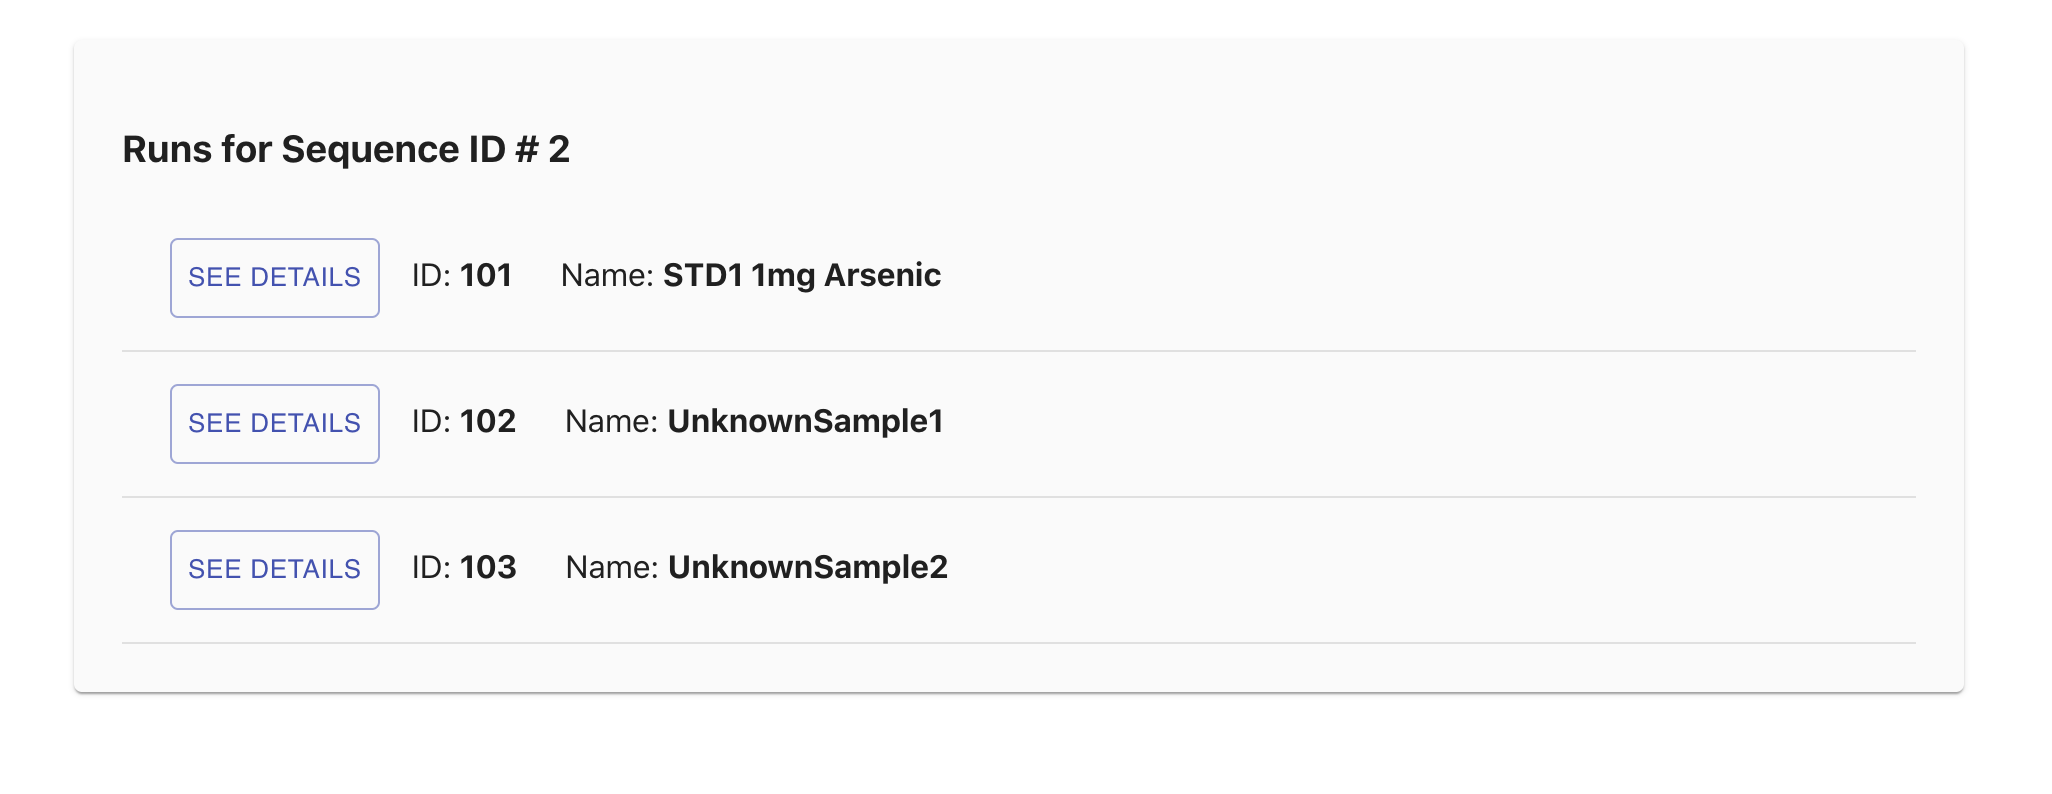 Runs for Sequence ID # 2
SEE DETAILS ID: 101 Name: STD1 1mg Arsenic
SEE DETAILS ID: 102 Name: UnknownSample1
SEE DETAILS ID: 103 Name: UnknownSample2